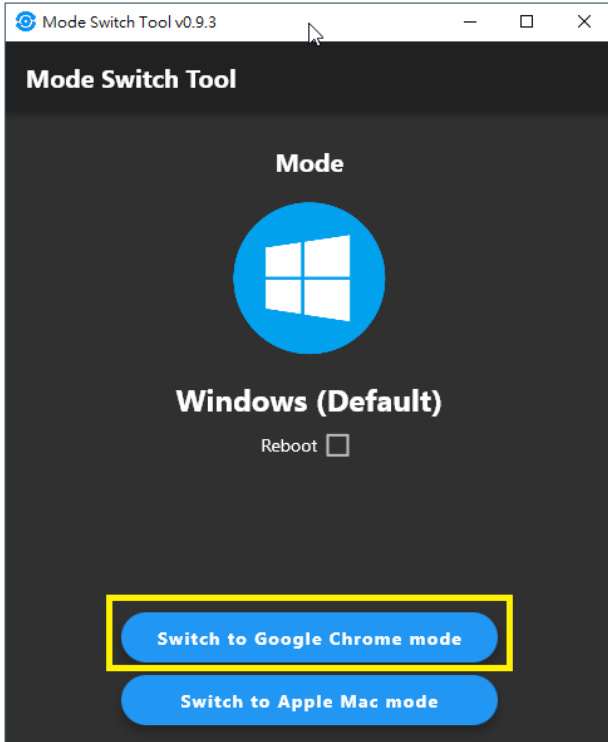 Mode Switch Tool v0.9.3
Mode Switch Tool
Mode
Windows (Default)
Reboot
Switch to Google Chrome mode
Switch to Apple Mac mode